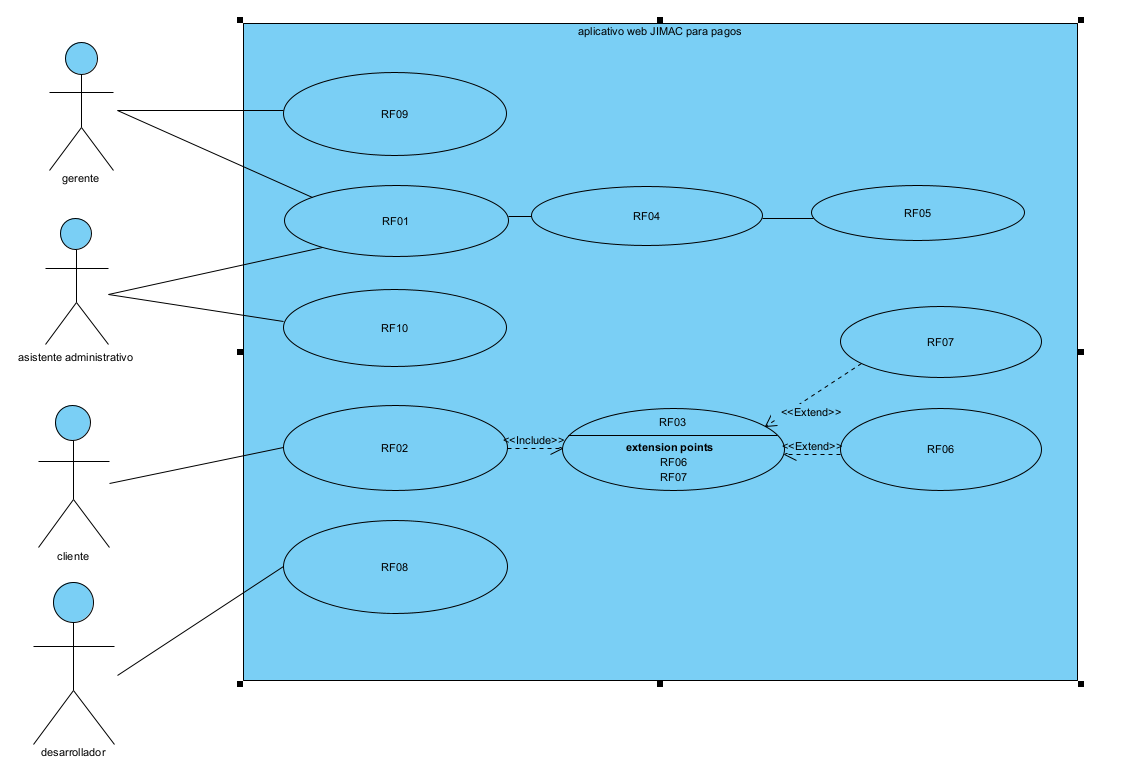 aplicativo web JIMAC para pagos
gerente
RF09
RF01
RF04
RF05
asistente administrativo
RF10
RF07
<<Extend>>
cliente
RF02
<<Include>>
RF03
extension points
RF06
RF07
<<Extend>>
RF06
RF08
desarrollador